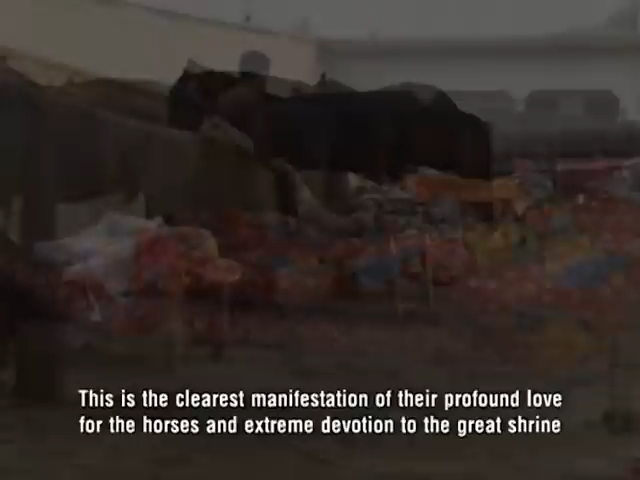 This is the clearest manifestation of their profound love
for the horses and extreme devotion to the great shrine